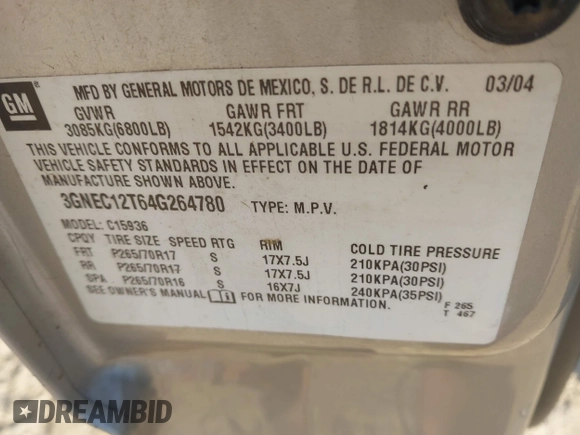 GM
MFD BY GENERAL MOTORS DE MEXICO, S. DE R.L. DE C.V. 03/04
GVWR GAWR FRT GAWR RR
3085KG(6800LB) 1542KG(3400LB) 1814KG(4000LB)
THIS VEHICLE CONFORMS TO ALL APPLICABLE U.S. FEDERAL MOTOR
VEHICLE SAFETY STANDARDS IN EFFECT ON THE DATE OF
MANUFACTURE SHOWN ABOVE.
3GNEC12T64G264780 TYPE: M.P.V.
MODEL: C15936
CPQY TIRE SIZE SPEED RTG RIM COLD TIRE PRESSURE
FRT P265/70R17 S 17X7.5J 210KPA(30PSI)
RR P265/70R17 S 17X7.5J 210KPA(30PSI)
SPA P265/70R16 S 16X7J 240KPA(35PSI)
SEE OWNER'S MANUAL FOR MORE INFORMATION. F 265
T 467
DREAMBID